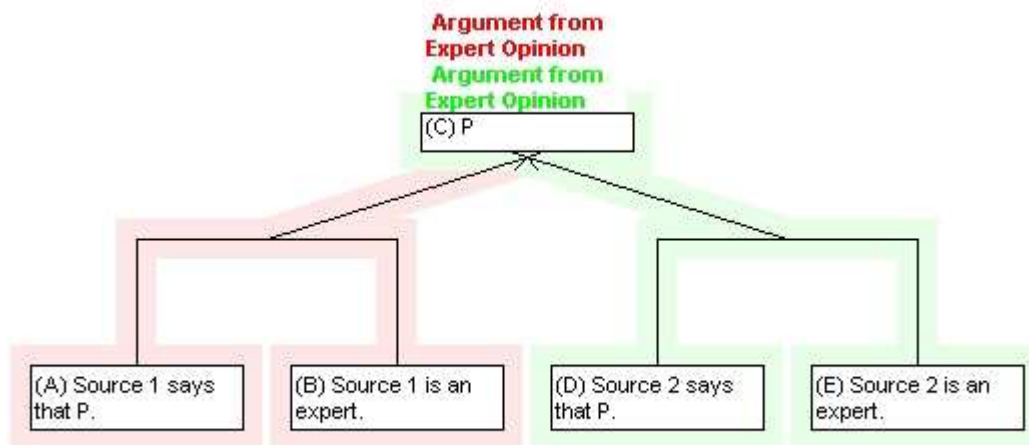 Argument from
Expert Opinion
Argument from
Expert Opinion
(C) P
(A) Source 1 says
that P.
(B) Source 1 is an
expert.
(D) Source 2 says
that P.
(E) Source 2 is an
expert.